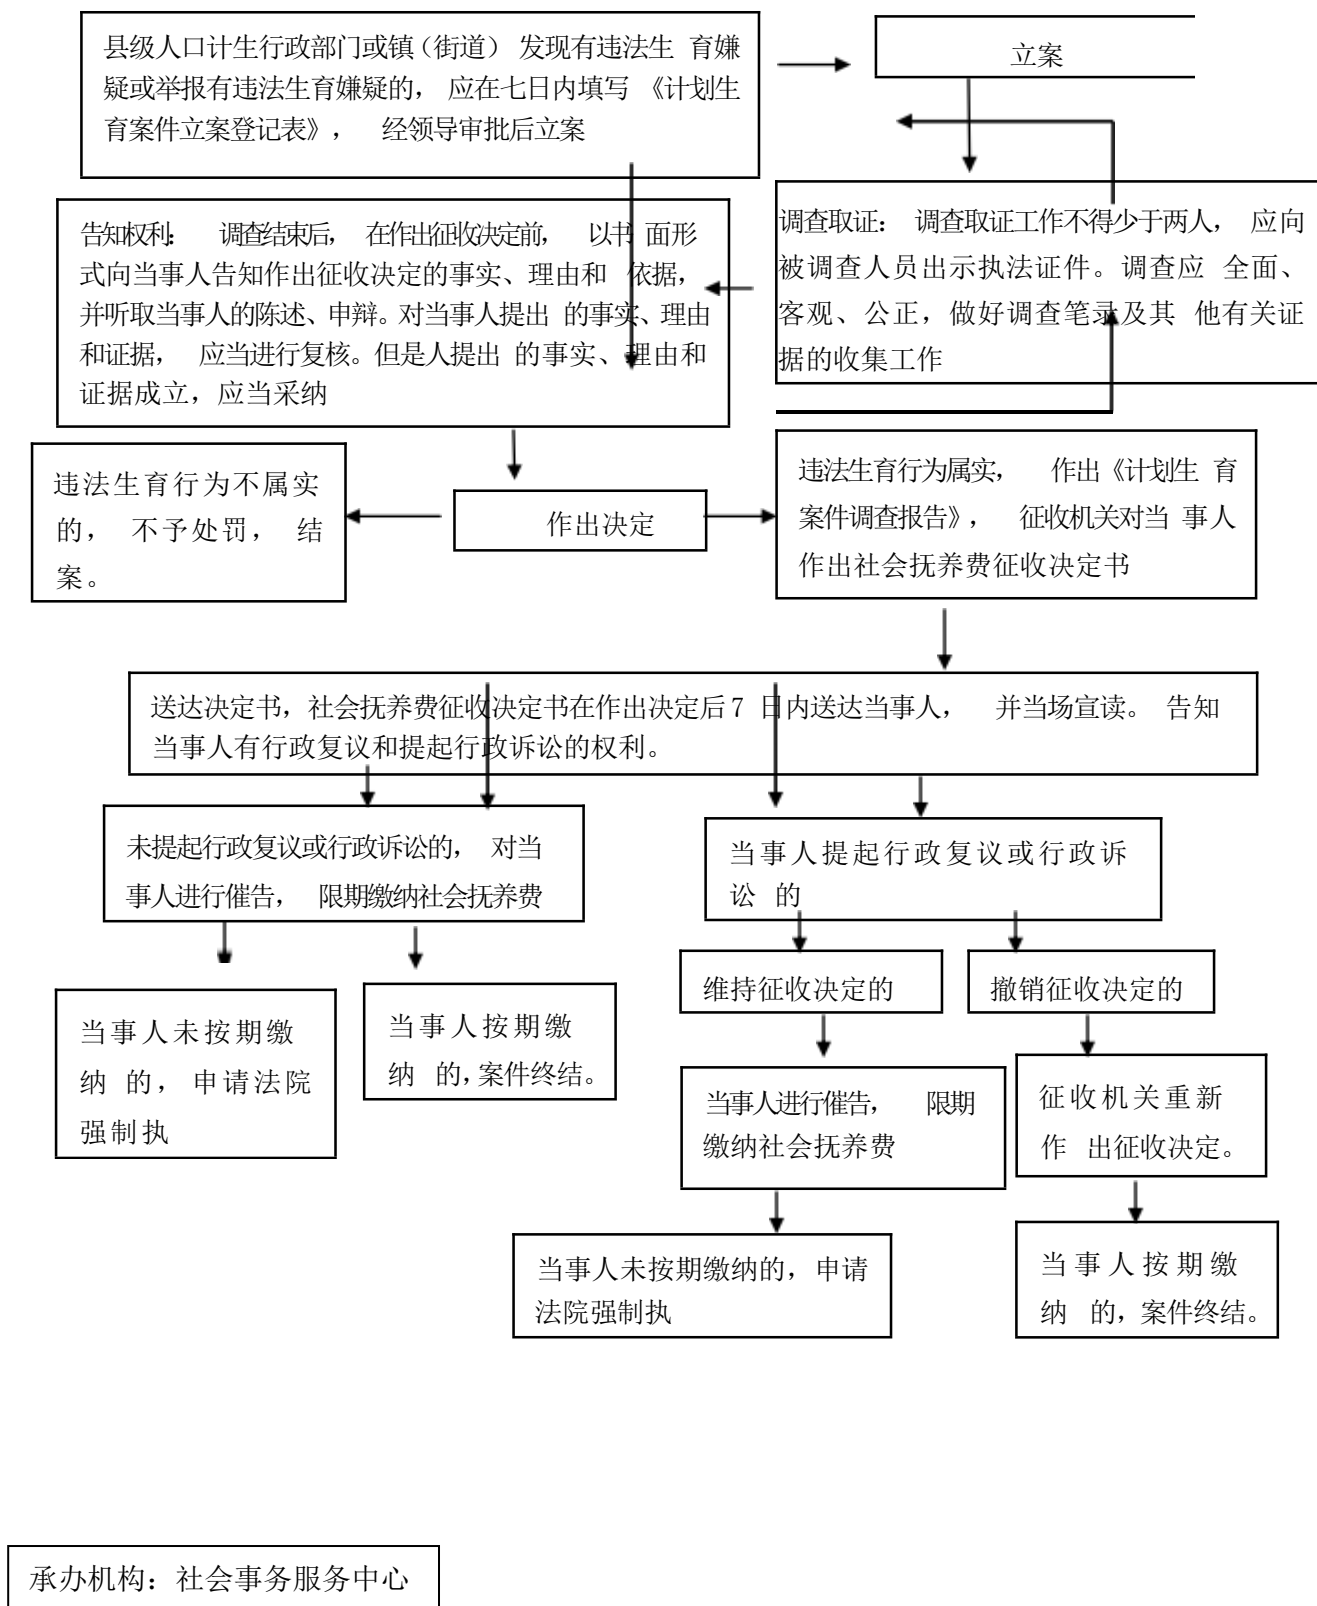 县级人口计生行政部门或镇（街道） 发现有违法生 育嫌
疑或举报有违法生育嫌疑的， 应在七日内填写 《计划生
育案件立案登记表》， 经领导审批后立案
立案
告知权利： 调查结束后， 在作出征收决定前， 以书 面形
式向当事人告知作出征收决定的事实、理由和 依据，
并听取当事人的陈述、申辩。对当事人提出 的事实、理由
和证据， 应当进行复核。但是人提出 的事实、理由和
证据成立，应当采纳
调查取证： 调查取证工作不得少于两人， 应向
被调查人员出示执法证件。调查应 全面、
客观、公正，做好调查笔录及其 他有关证
据的收集工作
违法生育行为不属实
的， 不予处罚， 结
案。
作出决定
违法生育行为属实， 作出《计划生 育
案件调查报告》， 征收机关对当 事人
作出社会抚养费征收决定书
送达决定书，社会抚养费征收决定书在作出决定后7 日内送达当事人， 并当场宣读。 告知
当事人有行政复议和提起行政诉讼的权利。
未提起行政复议或行政诉讼的， 对当
事人进行催告， 限期缴纳社会抚养费
当事人提起行政复议或行政诉
讼 的
当事人未按期缴
纳 的， 申请法院
强制执
当事人按期缴
纳 的，案件终结。
维持征收决定的
撤销征收决定的
当事人进行催告， 限期
缴纳社会抚养费
征收机关重新
作 出征收决定。
当事人未按期缴纳的，申请
法院强制执
当事人按期缴
纳 的，案件终结。
承办机构：社会事务服务中心